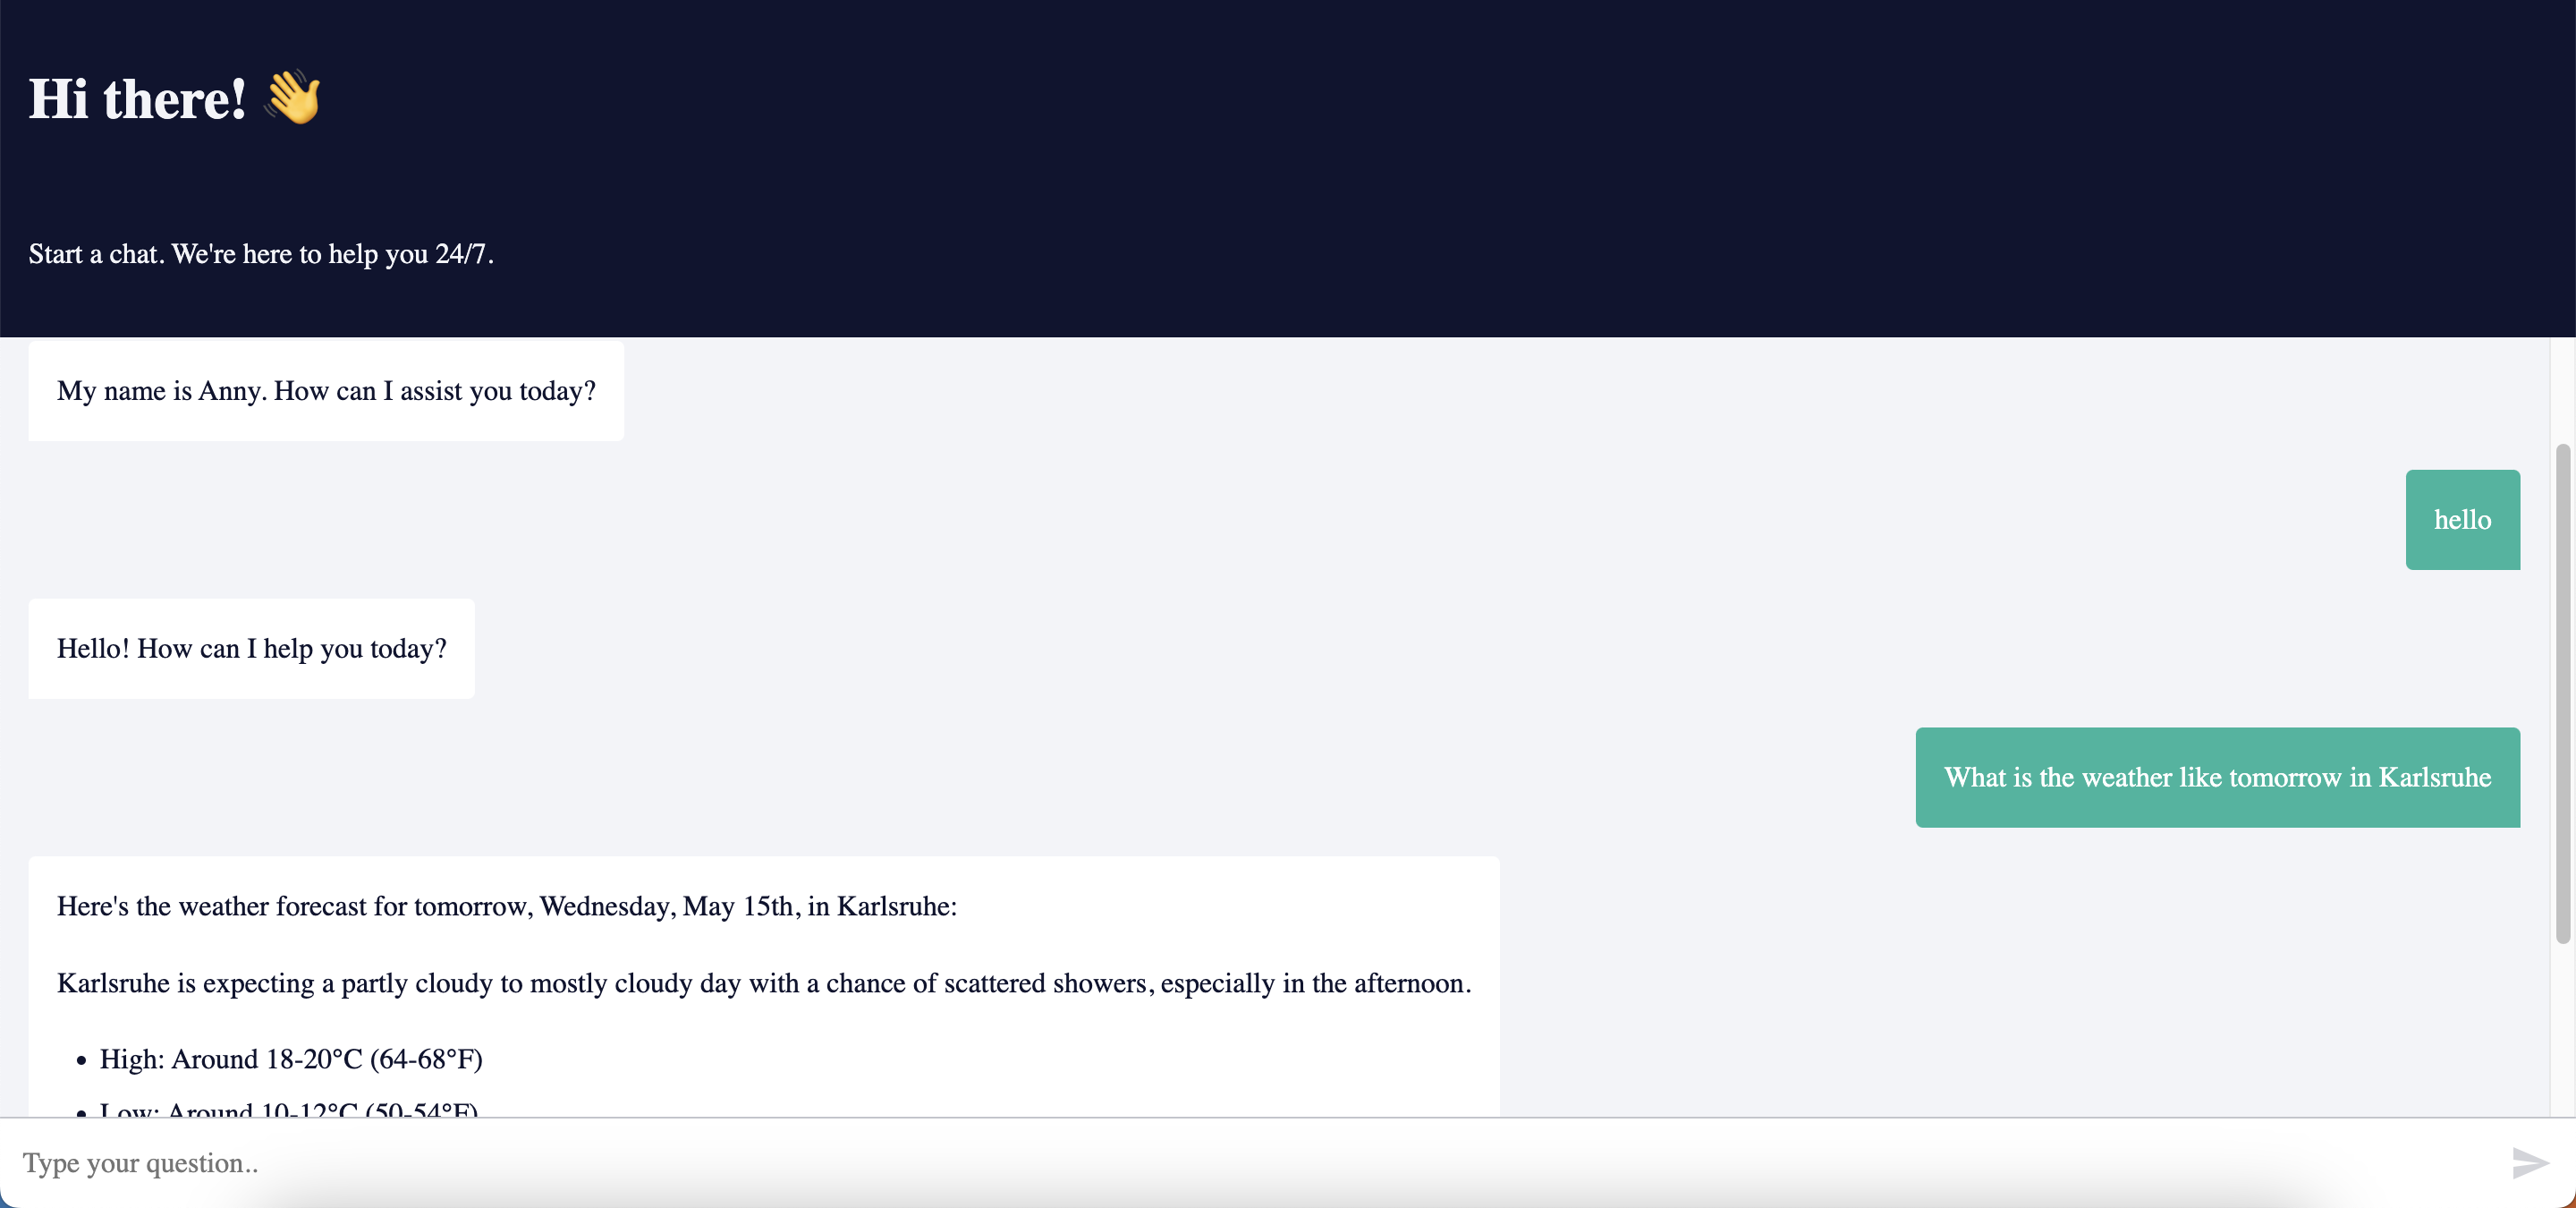 Hi there! 👋
Start a chat. We're here to help you 24/7.
My name is Anny. How can I assist you today?
hello
Hello! How can I help you today?
What is the weather like tomorrow in Karlsruhe
Here's the weather forecast for tomorrow, Wednesday, May 15th, in Karlsruhe:
Karlsruhe is expecting a partly cloudy to mostly cloudy day with a chance of scattered showers, especially in the afternoon.
• High: Around 18-20°C (64-68°F)
• Low: Around 10-12°C (50-54°F)
Type your question..